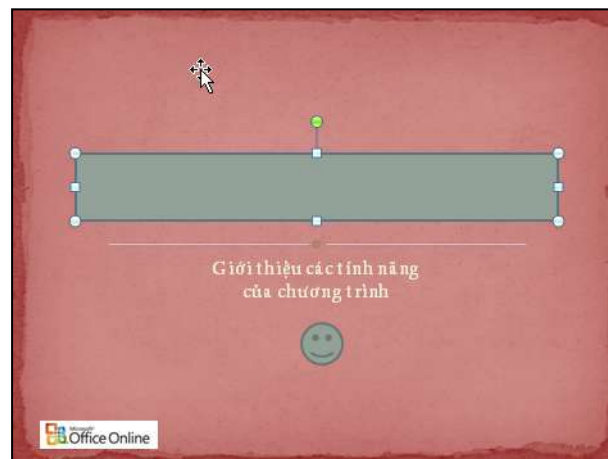 Giới thiệu các tính năng
của chương trình
Microsoft
Office Online